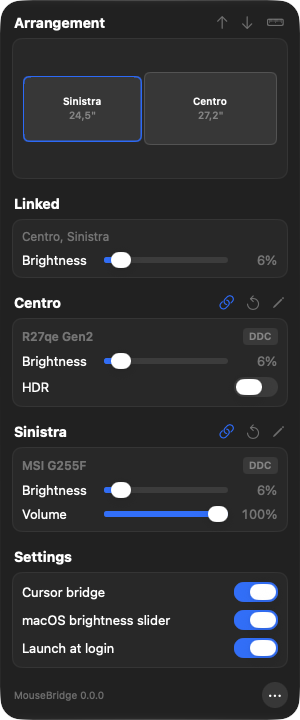 Arrangement
Sinistra
24,5"
Centro
27,2"
Linked
Centro, Sinistra
Brightness 6%
Centro
R27qe Gen2 DDC
Brightness 6%
HDR
Sinistra
MSI G255F DDC
Brightness 6%
Volume 100%
Settings
Cursor bridge
macOS brightness slider
Launch at login
MouseBridge 0.0.0